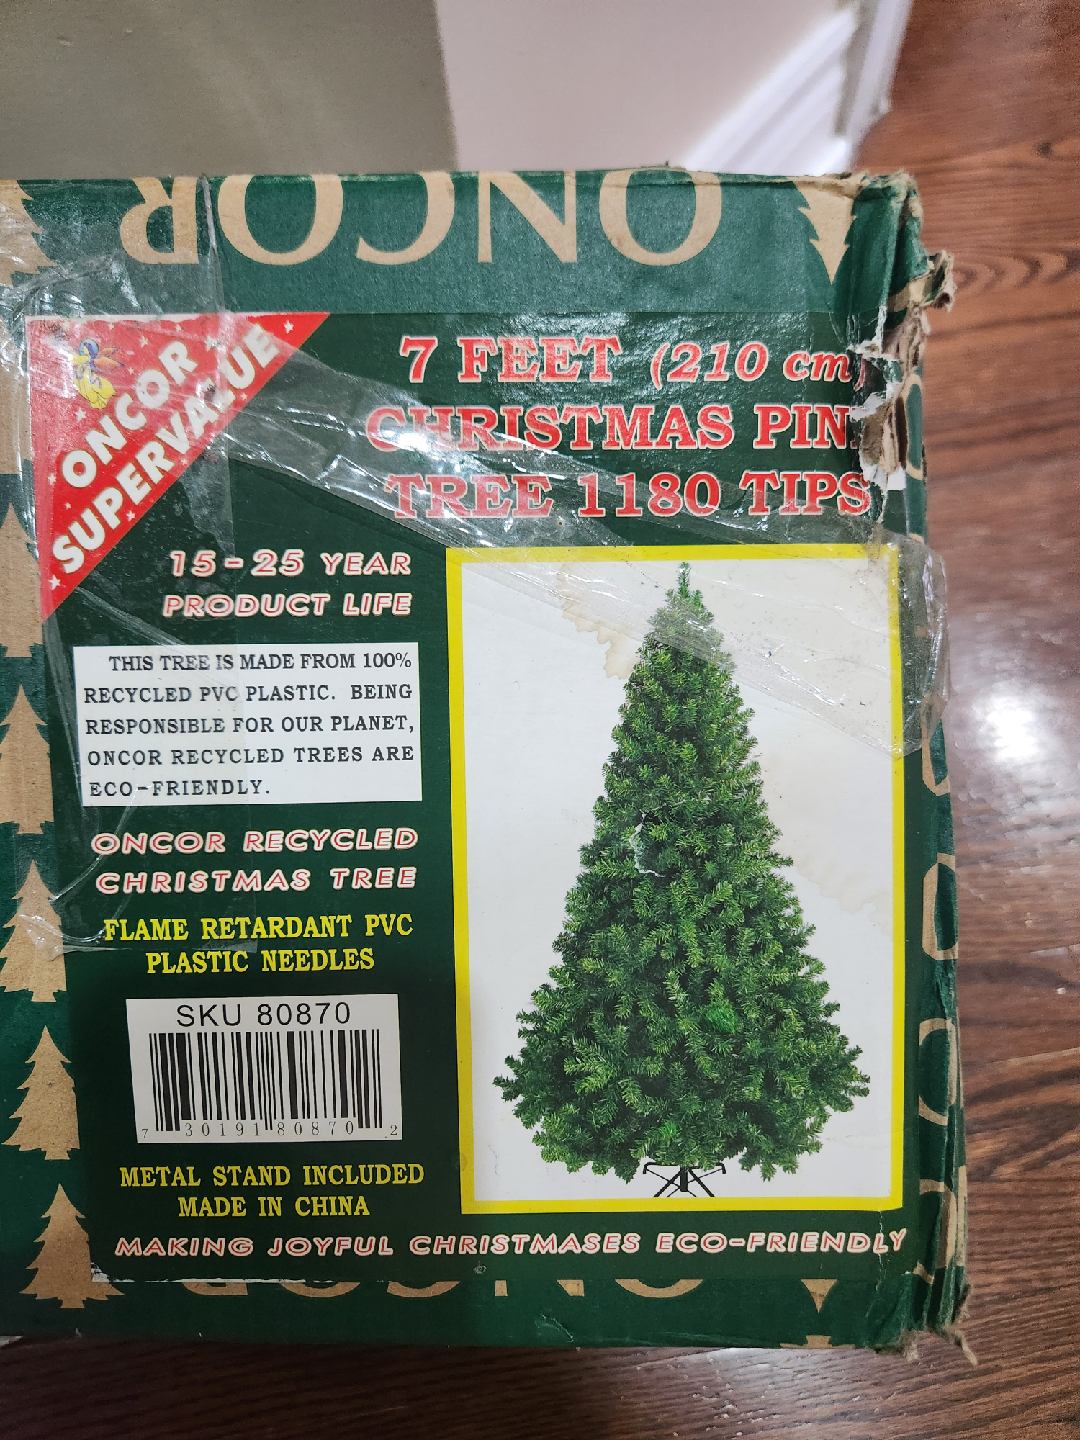 ONCOR
ONCOR
SUPERVALUE
7 FEET (210 cm)
CHRISTMAS PIN
TREE 1180 TIPS
15-25 YEAR
PRODUCT LIFE
THIS TREE IS MADE FROM 100%
RECYCLED PVC PLASTIC. BEING
RESPONSIBLE FOR OUR PLANET,
ONCOR RECYCLED TREES ARE
ECO-FRIENDLY.
ONCOR RECYCLED
CHRISTMAS TREE
FLAME RETARDANT PVC
PLASTIC NEEDLES
SKU 80870
7 30191 80870 2
METAL STAND INCLUDED
MADE IN CHINA
MAKING JOYFUL CHRISTMASES ECO-FRIENDLY